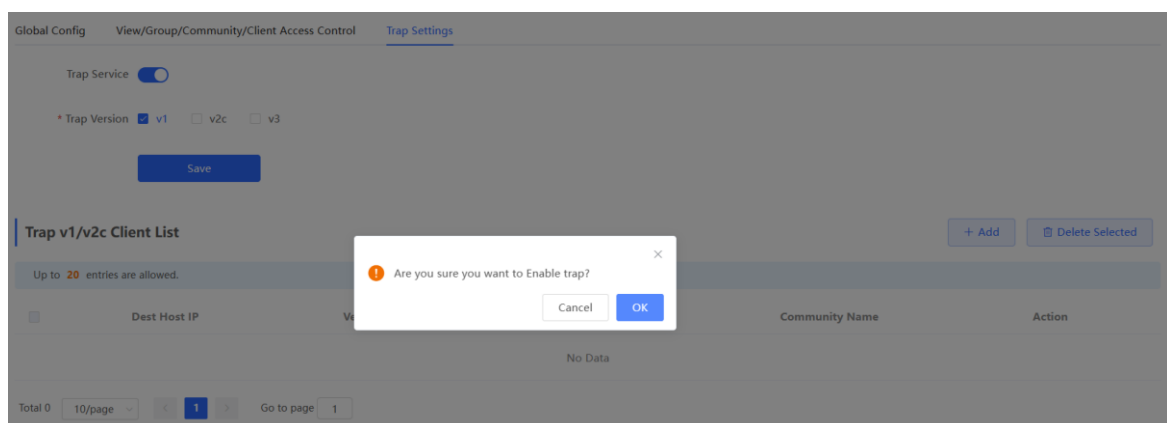 Global Config View/Group/Community/Client Access Control Trap Settings
Trap Service
* Trap Version v1 v2c v3
Save
Trap v1/v2c Client List + Add Delete Selected
Up to 20 entries are allowed.
Are you sure you want to Enable trap?
Cancel OK
Dest Host IP Ve Community Name Action
No Data
Total 0 10/page < 1 > Go to page 1